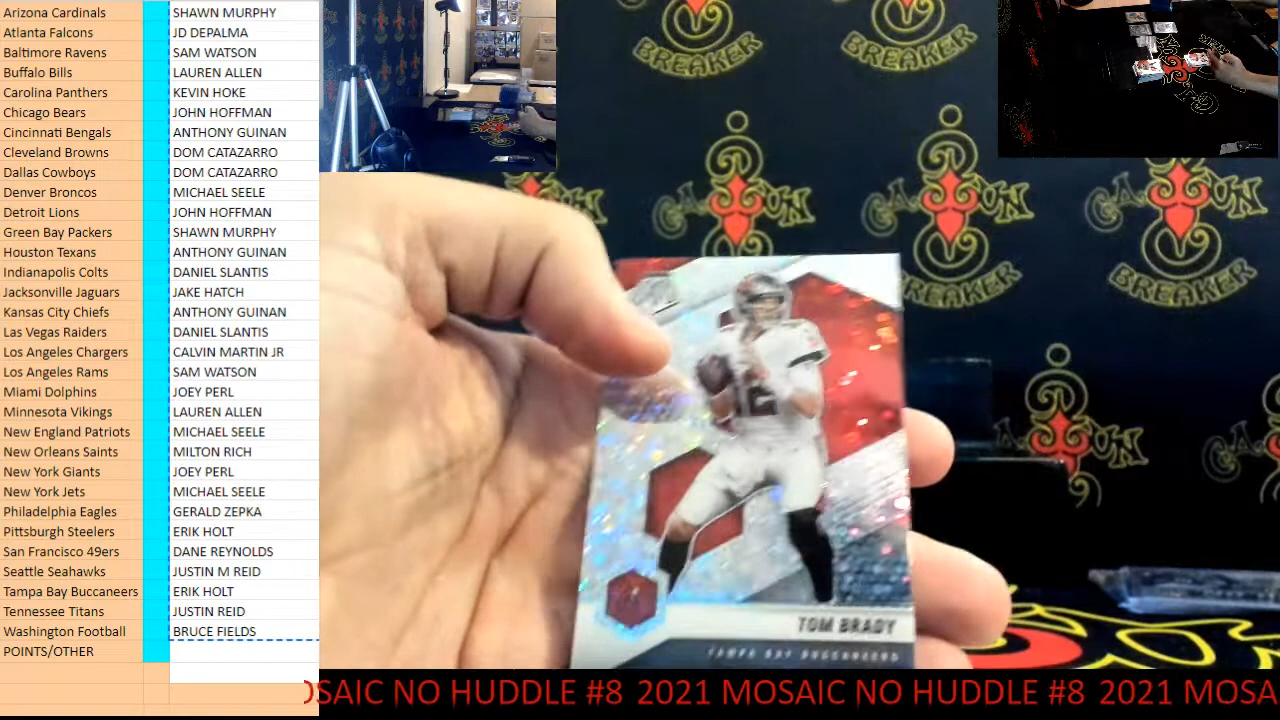 Arizona Cardinals SHAWN MURPHY
Atlanta Falcons JD DEPALMA
Baltimore Ravens SAM WATSON
Buffalo Bills LAUREN ALLEN
Carolina Panthers KEVIN HOKE
Chicago Bears JOHN HOFFMAN
Cincinnati Bengals ANTHONY GUINAN
Cleveland Browns DOM CATAZARRO
Dallas Cowboys DOM CATAZARRO
Denver Broncos MICHAEL SEELE
Detroit Lions JOHN HOFFMAN
Green Bay Packers SHAWN MURPHY
Houston Texans ANTHONY GUINAN
Indianapolis Colts DANIEL SLANTIS
Jacksonville Jaguars JAKE HATCH
Kansas City Chiefs ANTHONY GUINAN
Las Vegas Raiders DANIEL SLANTIS
Los Angeles Chargers CALVIN MARTIN JR
Los Angeles Rams SAM WATSON
Miami Dolphins JOEY PERL
Minnesota Vikings LAUREN ALLEN
New England Patriots MICHAEL SEELE
New Orleans Saints MILTON RICH
New York Giants JOEY PERL
New York Jets MICHAEL SEELE
Philadelphia Eagles GERALD ZEPKA
Pittsburgh Steelers ERIK HOLT
San Francisco 49ers DANE REYNOLDS
Seattle Seahawks JUSTIN M REID
Tampa Bay Buccaneers ERIK HOLT
Tennessee Titans JUSTIN REID
Washington Football BRUCE FIELDS
POINTS/OTHER
BREAKER
BREAKER
BREAKER
BREAKER
12
TOM BRADY
TAMPA BAY BUCCANEERS
OSAIC NO HUDDLE #8 2021 MOSAIC NO HUDDLE #8 2021 MOSA